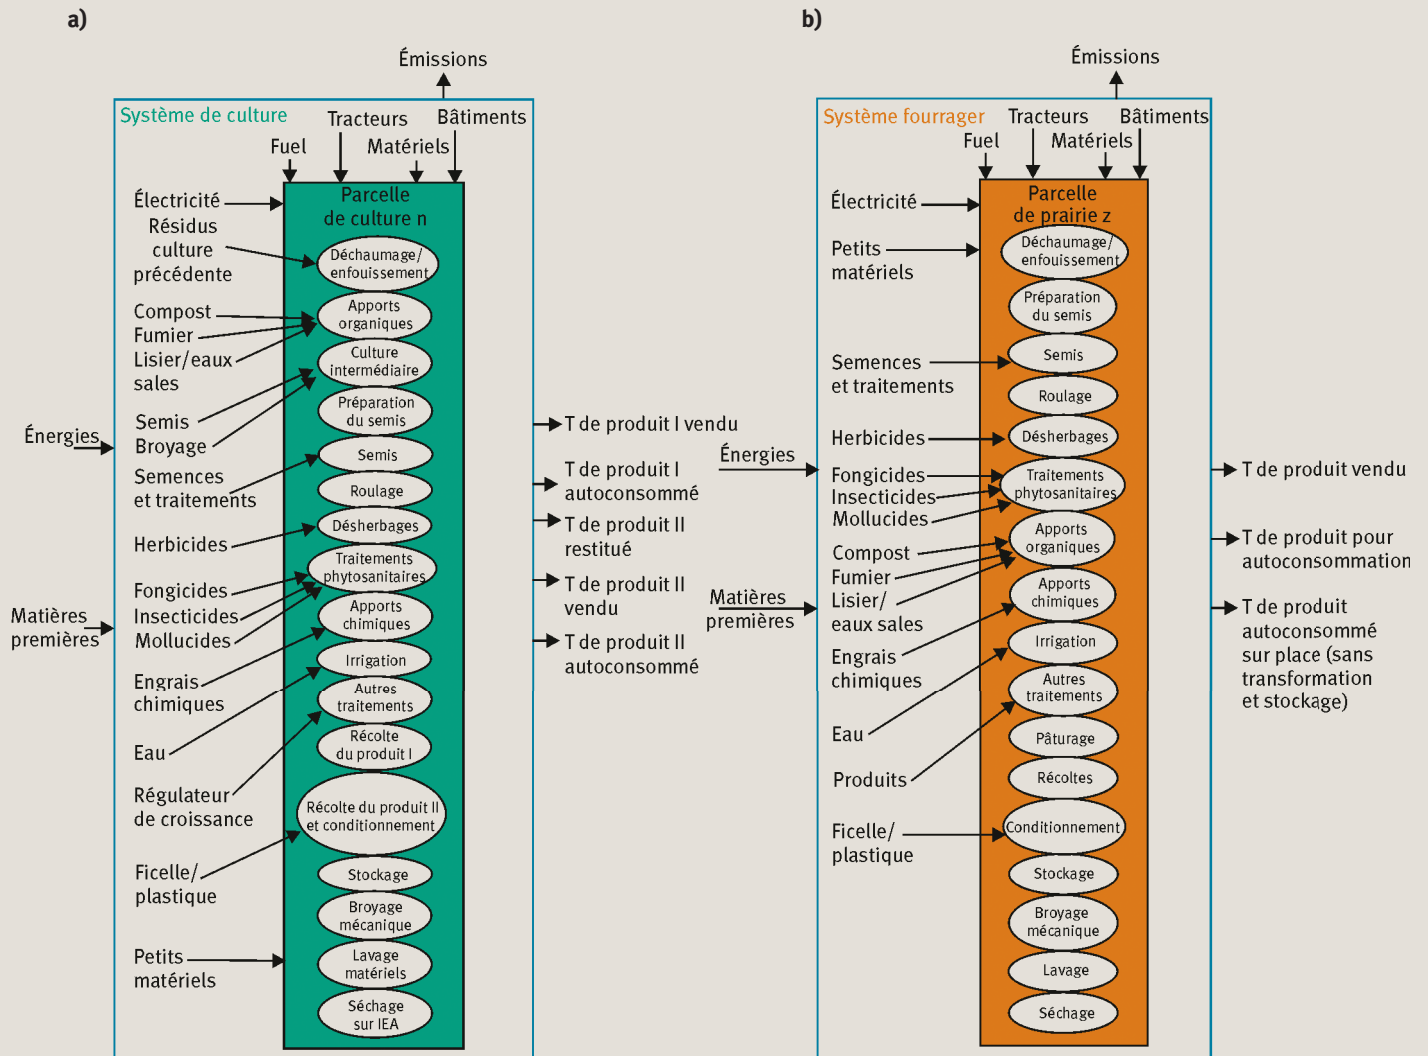 a)
Émissions
Système de culture
Tracteurs
Bâtiments
Fuel
Matériels
Parcelle
de culture n
Électricité
Résidus
culture
précédente
Compost
Fumier
Lisier/eaux
sales
Semis
Broyage
Semences
et traitements
Herbicides
Fongicides
Insecticides
Mollucides
Engrais
chimiques
Eau
Régulateur
de croissance
Ficelle/
plastique
Petits
matériels
Énergies
Matières
premières
Déchaumage/
enfouissement
Apports
organiques
Culture
intermédiaire
Préparation
du semis
Semis
Roulage
Désherbages
Traitements
phytosanitaires
Apports
chimiques
Irrigation
Autres
traitements
Récolte
du produit I
Récolte du produit II
et conditionnement
Stockage
Broyage
mécanique
Lavage
matériels
Séchage
sur IEA
T de produit I vendu
T de produit I
autoconsommé
T de produit II
restitué
T de produit II
vendu
T de produit II
autoconsommé
b)
Émissions
Système fourrager
Tracteurs
Bâtiments
Fuel
Matériels
Parcelle
de prairie z
Électricité
Petits
matériels
Semences
et traitements
Herbicides
Fongicides
Insecticides
Mollucides
Compost
Fumier
Lisier/
eaux sales
Engrais
chimiques
Eau
Produits
Ficelle/
plastique
Énergies
Matières
premières
Déchaumage/
enfouissement
Préparation
du semis
Semis
Roulage
Désherbages
Traitements
phytosanitaires
Apports
organiques
Apports
chimiques
Irrigation
Autres
traitements
Pâturage
Récoltes
Conditionnement
Stockage
Broyage
mécanique
Lavage
Séchage
T de produit vendu
T de produit pour
autoconsommation
T de produit
autoconsommé
sur place (sans
transformation
et stockage)